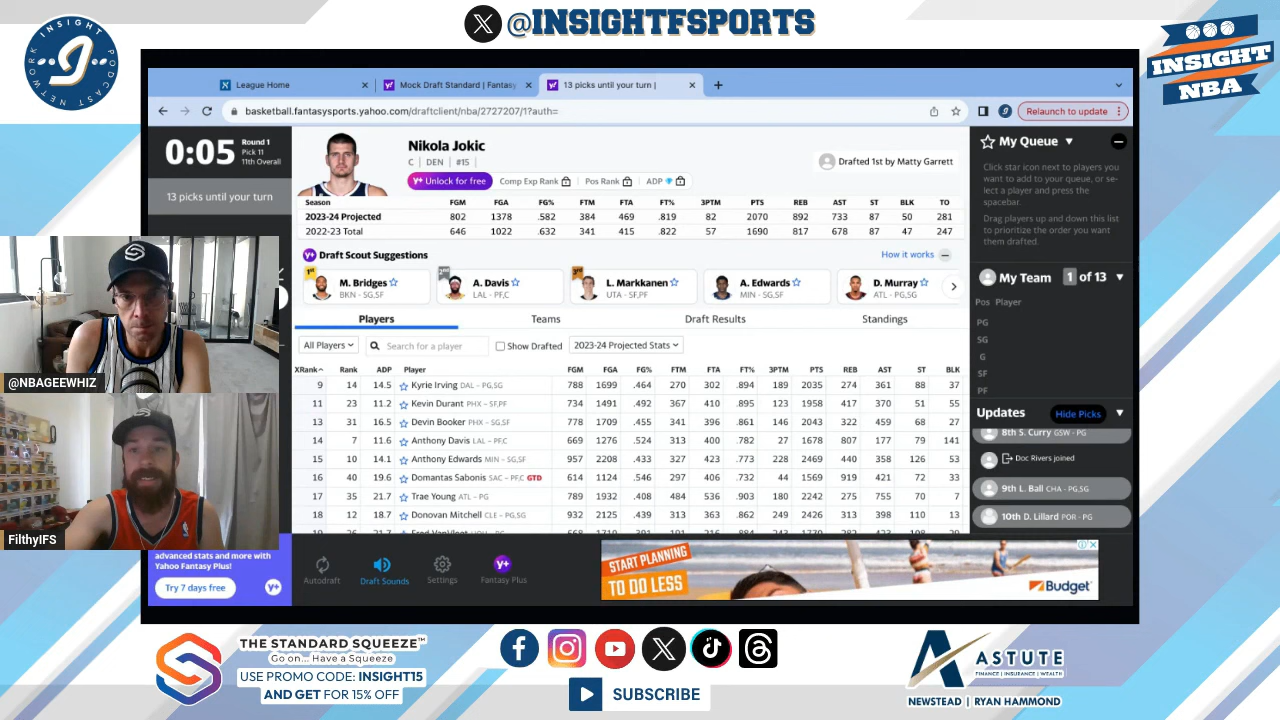 @INSIGHTFSPORTS
INSIGHT
PODCAST NETWORK
INSIGHT
NBA
League Home
Mock Draft Standard | Fantasy
13 picks until your turn |
basketball.fantasysports.yahoo.com/draftclient/nba/2727207/1?auth=
Relaunch to update
0:05
Round 1
Pick 11
11th Overall
13 picks until your turn
Nikola Jokic
C | DEN | #15 |
Drafted 1st by Matty Garrett
Y+ Unlock for free
Comp Exp Rank
Pos Rank
ADP
Season FGM FGA FG% FTM FTA FT% 3PTM PTS REB AST ST BLK TO
2023-24 Projected 802 1378 .582 384 469 .819 82 2070 892 733 87 50 281
2022-23 Total 646 1022 .632 341 415 .822 57 1690 817 678 87 47 247
Draft Scout Suggestions
How it works
1st
M. Bridges
BKN - SG,SF
2nd
A. Davis
LAL - PF,C
3rd
L. Markkanen
UTA - SF,PF
A. Edwards
MIN - SG,SF
D. Murray
ATL - PG,SG
Players
Teams
Draft Results
Standings
All Players
Search for a player
Show Drafted
2023-24 Projected Stats
XRank Rank ADP Player FGM FGA FG% FTM FTA FT% 3PTM PTS REB AST ST BLK
9 14 14.5 Kyrie Irving DAL - PG,SG 788 1699 .464 270 302 .894 189 2035 274 361 88 37
11 23 11.2 Kevin Durant PHX - SF,PF 734 1491 .492 367 410 .895 123 1958 417 370 51 55
13 31 16.5 Devin Booker PHX - SG,SF 778 1709 .455 341 396 .861 146 2043 322 459 68 27
14 7 11.6 Anthony Davis LAL - PF,C 669 1276 .524 313 400 .782 27 1678 807 177 79 141
15 10 14.1 Anthony Edwards MIN - SG,SF 957 2208 .433 327 423 .773 228 2469 440 358 126 53
16 40 19.6 Domantas Sabonis SAC - PF,C GTD 614 1124 .546 297 406 .732 44 1569 919 421 72 33
17 35 21.7 Trae Young ATL - PG 789 1932 .408 484 536 .903 180 2242 275 755 70 7
18 12 18.7 Donovan Mitchell CLE - PG,SG 932 2125 .439 313 363 .862 249 2426 313 398 110 13
My Queue
Click star icon next to players you
want to add to your queue, or se-
lect a player and press the
spacebar.
Drag players up and down this list
to prioritize the order you want
them drafted.
My Team 1 of 13
Pos Player
PG
SG
G
SF
PF
Updates
Hide Picks
8th S. Curry GSW - PG
Doc Rivers joined
9th L. Ball CHA - PG,SG
10th D. Lillard POR - PG
@NBAGEEWHIZ
FilthyIFS
advanced stats and more with
Yahoo Fantasy Plus!
Try 7 days free
Y+
Autodraft
Draft Sounds
Settings
Fantasy Plus
START PLANNING
TO DO LESS
Budget
THE STANDARD SQUEEZE™
Go on... Have a Squeeze
USE PROMO CODE: INSIGHT15
AND GET FOR 15% OFF
SUBSCRIBE
ASTUTE
FINANCE | INSURANCE | WEALTH
NEWSTEAD | RYAN HAMMOND